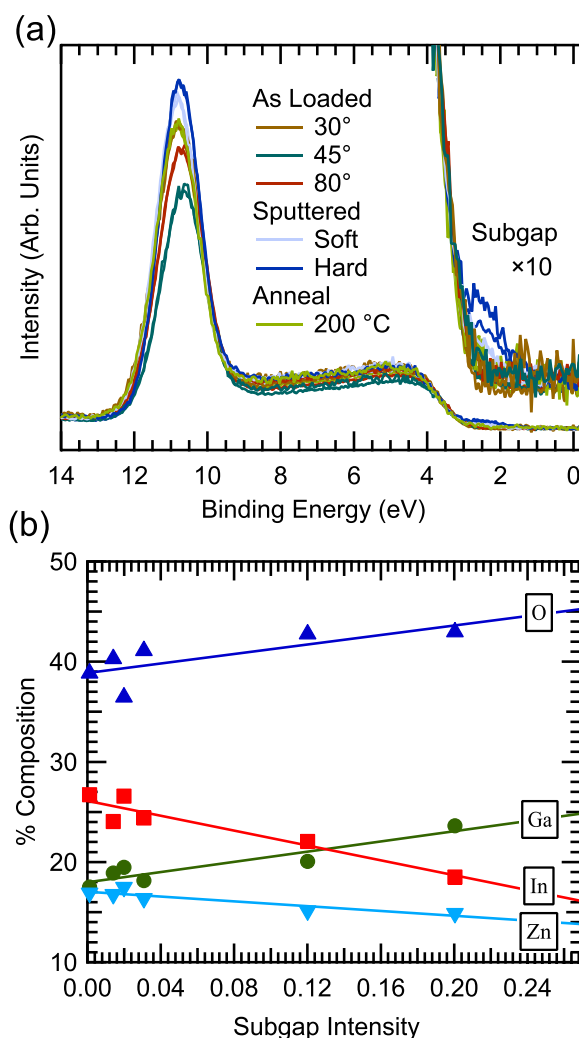 (a)
Intensity (Arb. Units)
As Loaded
30°
45°
80°
Sputtered
Soft
Hard
Anneal
200 °C
Subgap
×10
14 12 10 8 6 4 2 0
Binding Energy (eV)
(b)
% Composition
50
40
30
20
10
O
Ga
In
Zn
0.00 0.04 0.08 0.12 0.16 0.20 0.24
Subgap Intensity